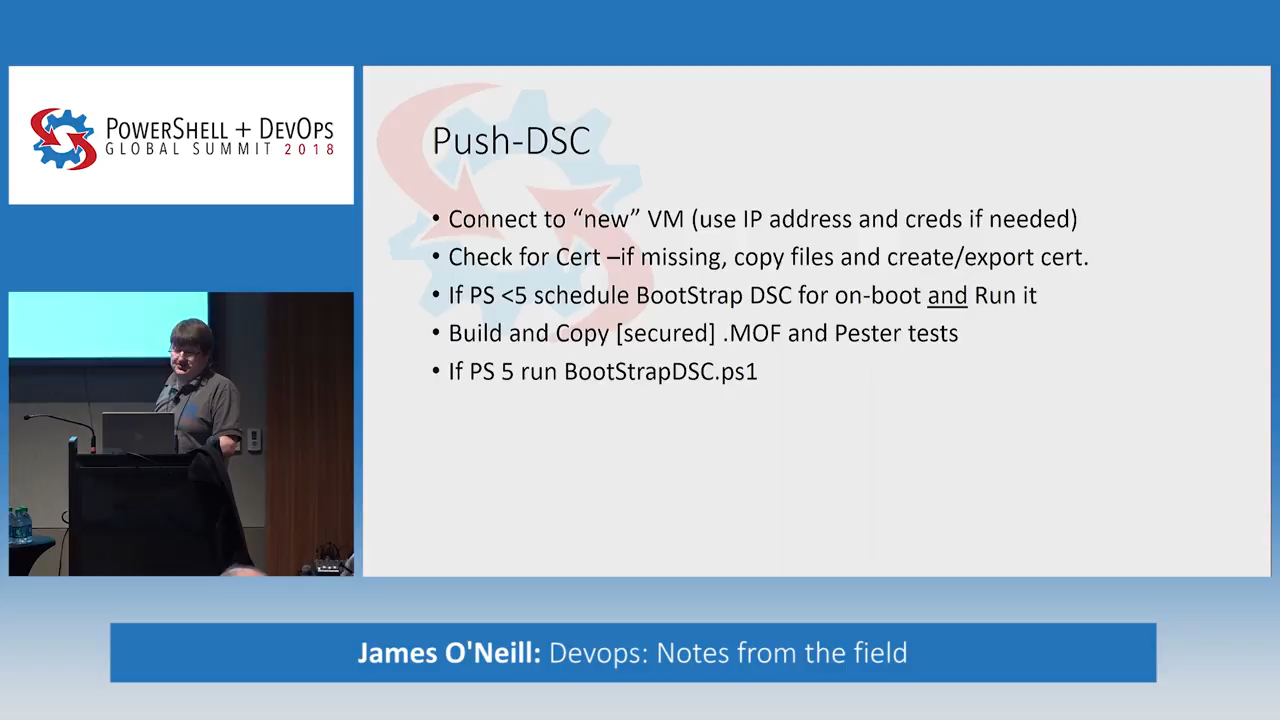 PowerShell + DevOps
GLOBAL SUMMIT 2018
Push-DSC
• Connect to “new” VM (use IP address and creds if needed)
• Check for Cert –if missing, copy files and create/export cert.
• If PS <5 schedule BootStrap DSC for on-boot and Run it
• Build and Copy [secured] .MOF and Pester tests
• If PS 5 run BootStrapDSC.ps1
James O'Neill: Devops: Notes from the field